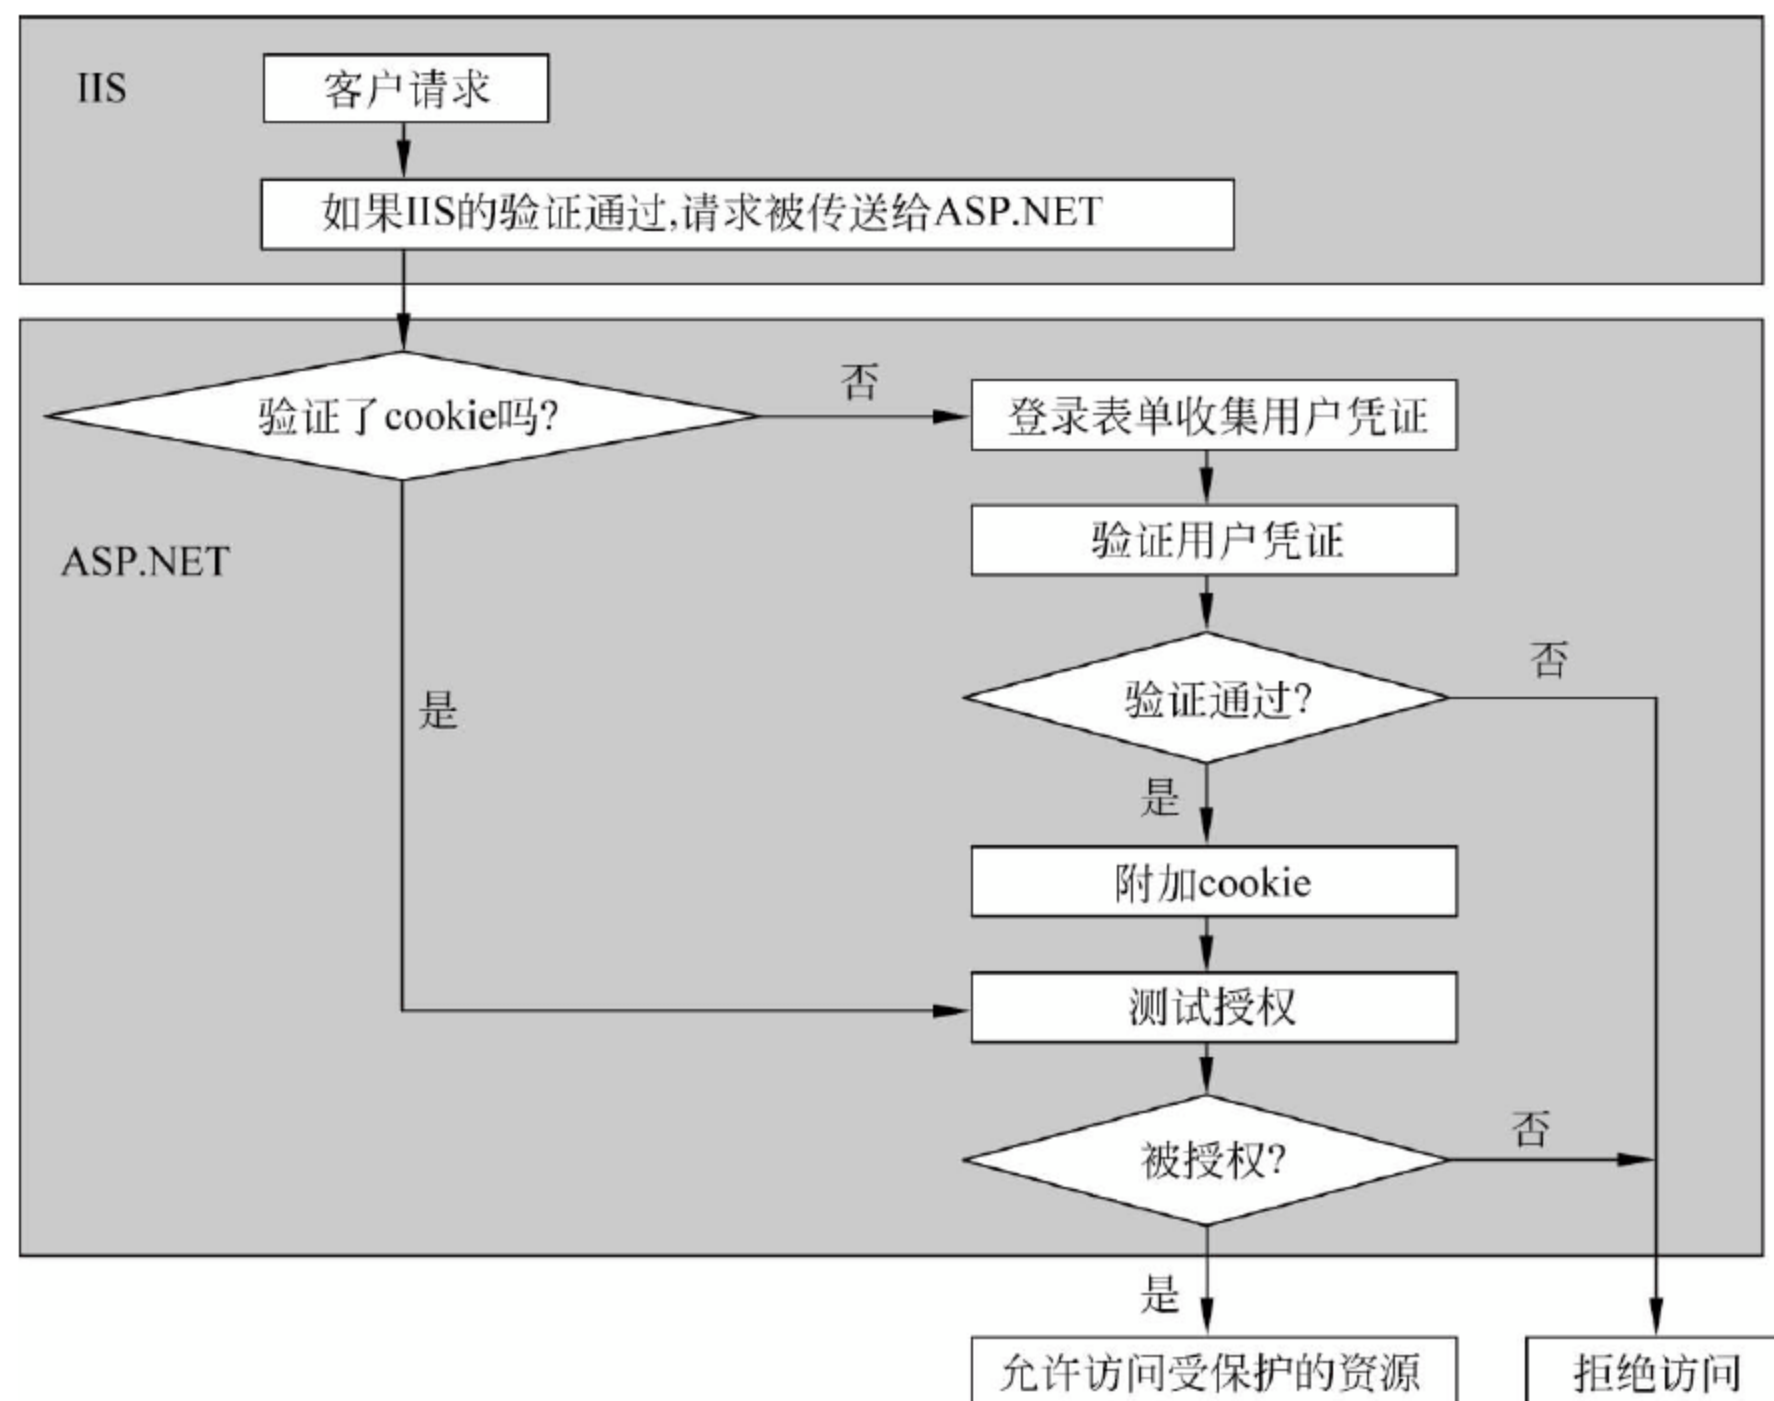 IIS
客户请求
如果IIS的验证通过,请求被传送给ASP.NET
验证了cookie吗?
否
登录表单收集用户凭证
验证用户凭证
ASP.NET
验证通过?
否
是
是
附加cookie
测试授权
被授权?
否
是
允许访问受保护的资源
拒绝访问